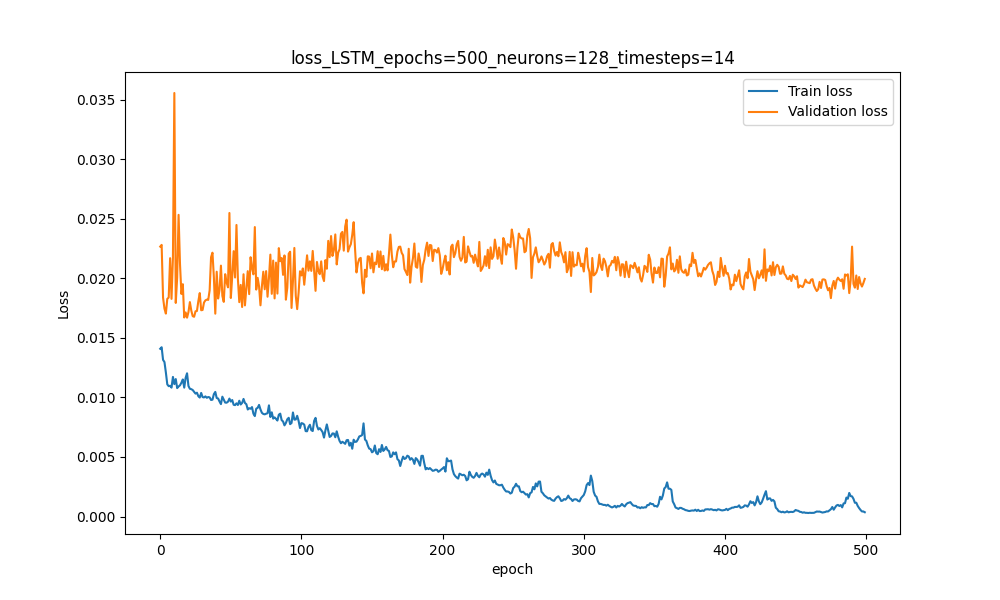 loss_LSTM_epochs=500_neurons=128_timesteps=14
Train loss
Validation loss
Loss
0.035
0.030
0.025
0.020
0.015
0.010
0.005
0.000
0 100 200 300 400 500
epoch